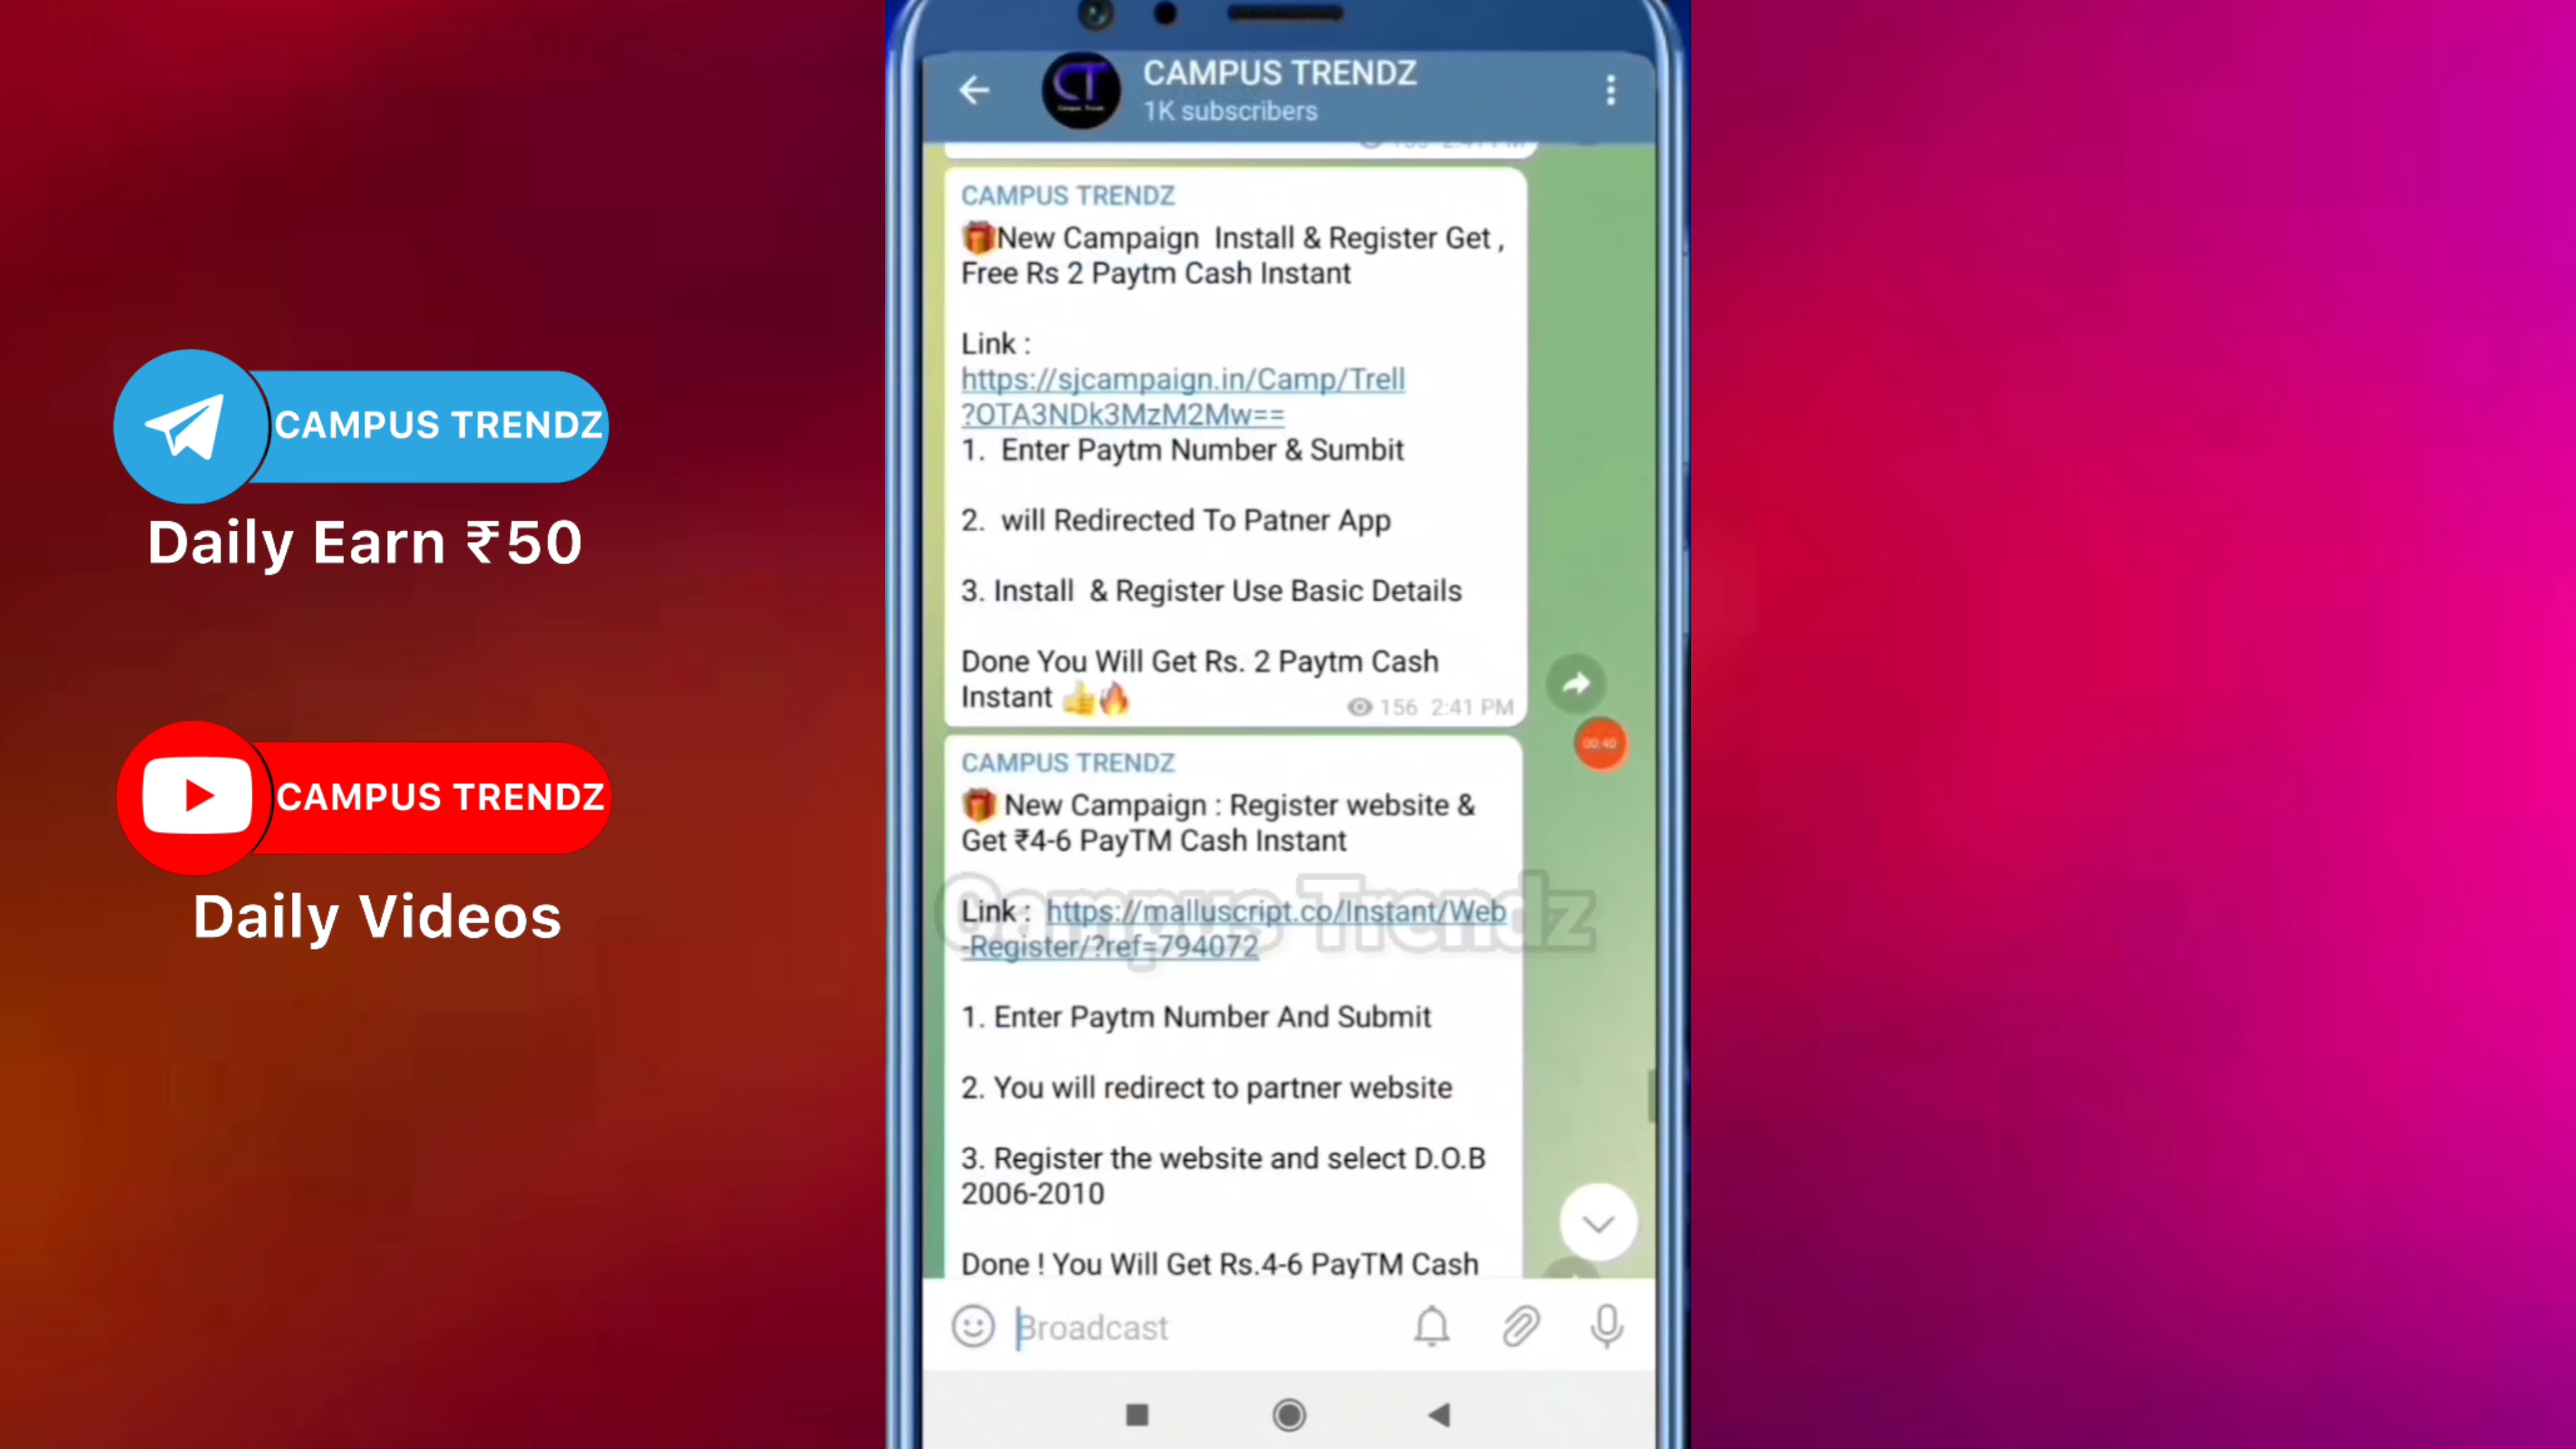 CAMPUS TRENDZ
Daily Earn ₹50
CAMPUS TRENDZ
Daily Videos
CAMPUS TRENDZ
1K subscribers
CAMPUS TRENDZ
🎁New Campaign Install & Register Get ,
Free Rs 2 Paytm Cash Instant
Link :
https://sjcampaign.in/Camp/Trell
?OTA3NDk3MzM2Mw==
1. Enter Paytm Number & Sumbit
2. will Redirected To Patner App
3. Install & Register Use Basic Details
Done You Will Get Rs. 2 Paytm Cash
Instant 👍🔥
156 2:41 PM
00:40
CAMPUS TRENDZ
🎁 New Campaign : Register website &
Get ₹4-6 PayTM Cash Instant
Link : https://malluscript.co/Instant/Web
-Register/?ref=794072
Campus Trendz
1. Enter Paytm Number And Submit
2. You will redirect to partner website
3. Register the website and select D.O.B
2006-2010
Done ! You Will Get Rs.4-6 PayTM Cash
Broadcast